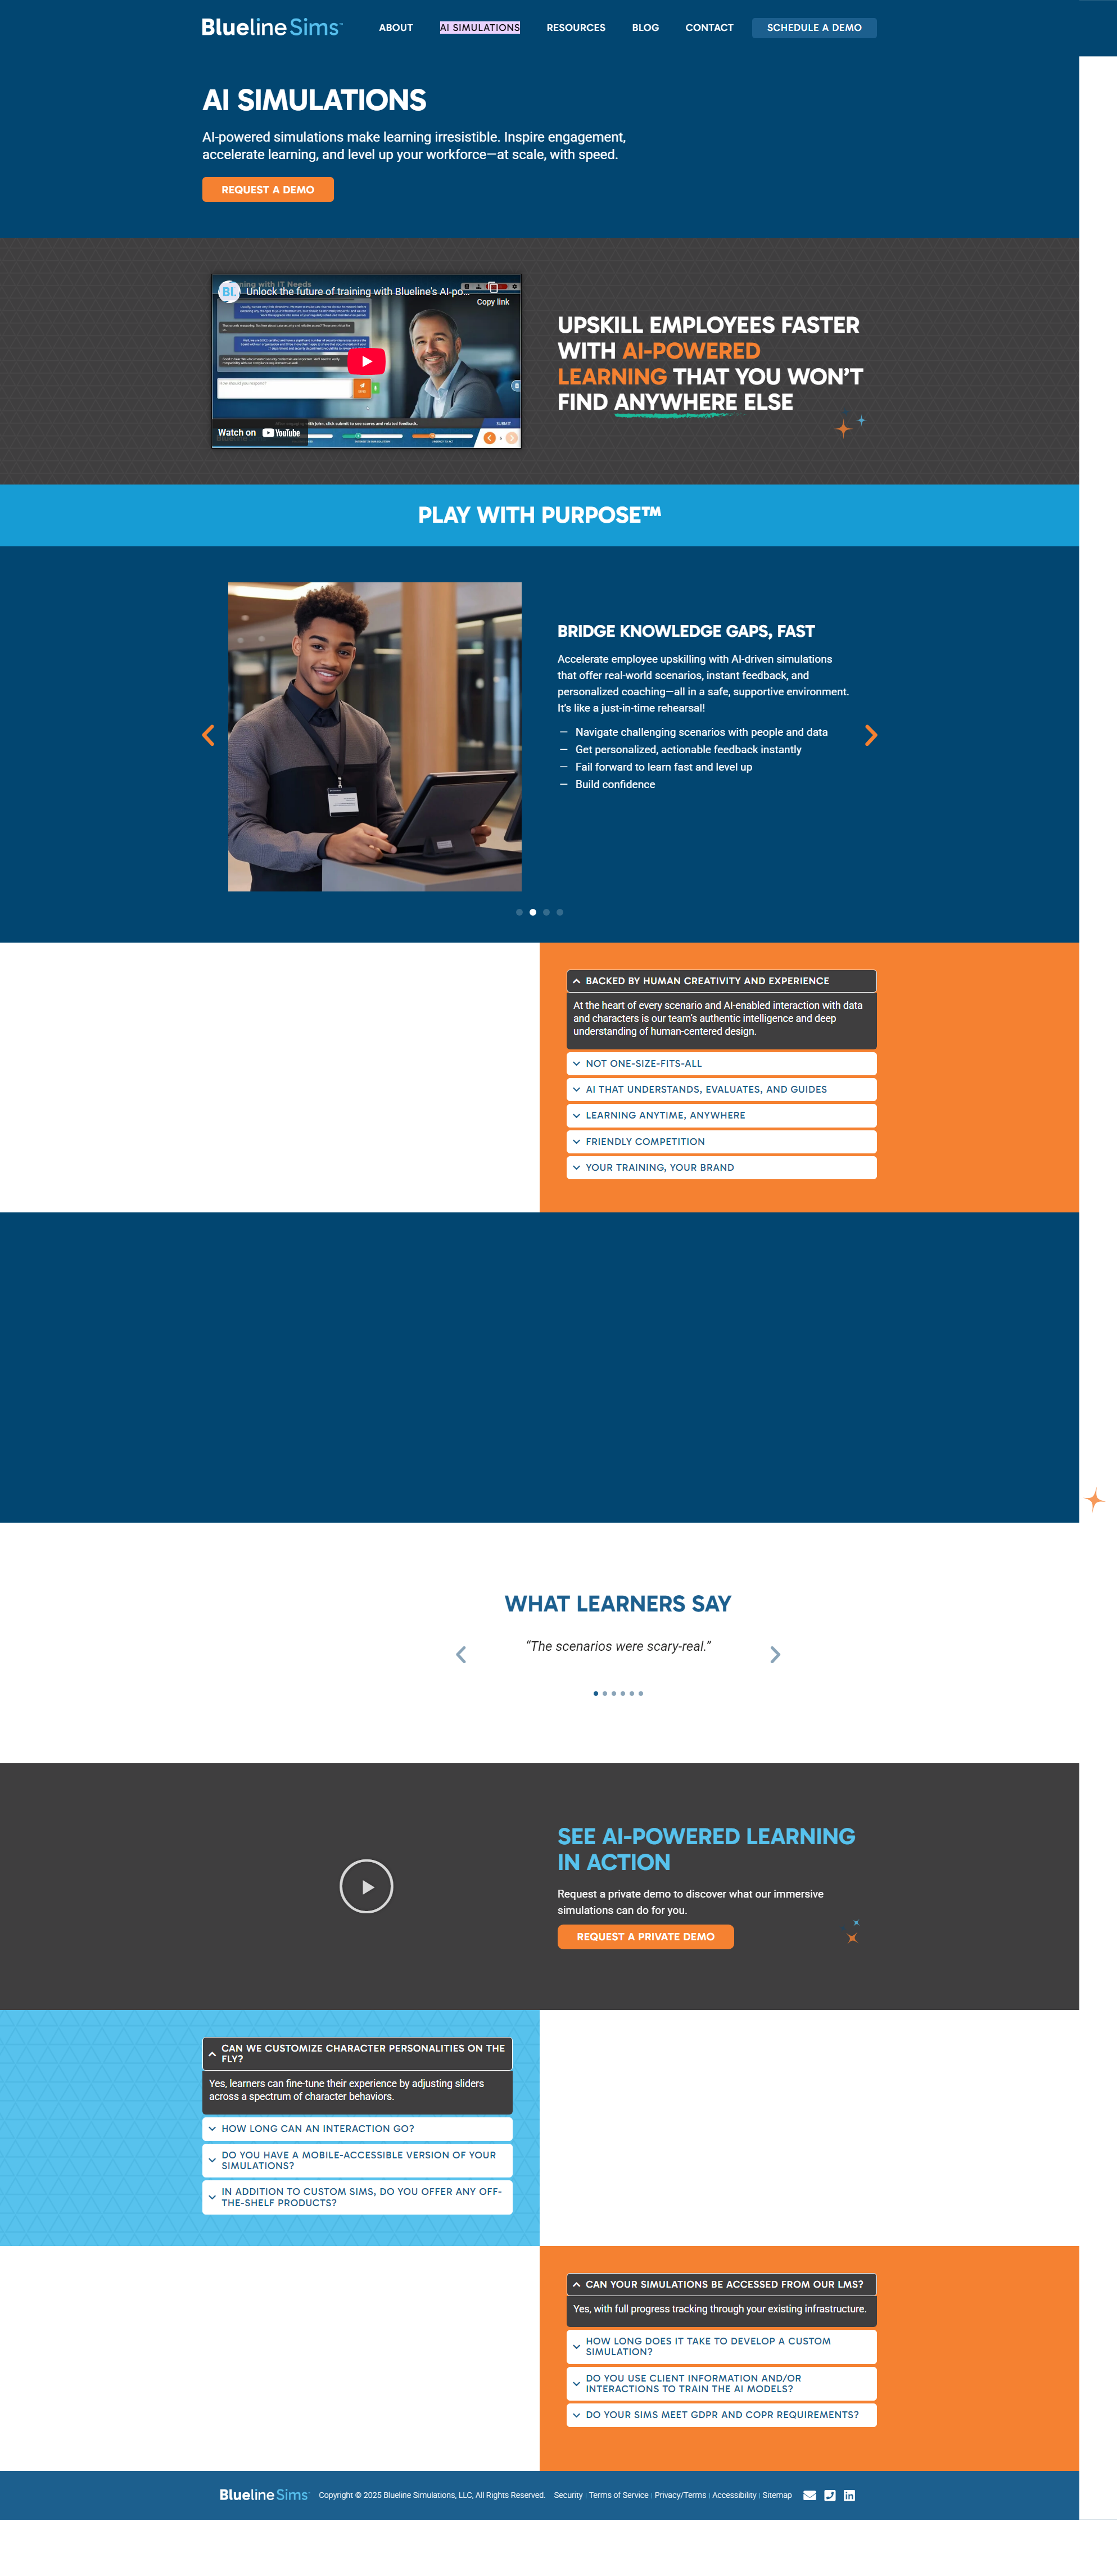 Blueline Sims
ABOUT
AI SIMULATIONS
RESOURCES
BLOG
CONTACT
SCHEDULE A DEMO
AI SIMULATIONS
AI-powered simulations make learning irresistible. Inspire engagement,
accelerate learning, and level up your workforce—at scale, with speed.
REQUEST A DEMO
Unlock the future of training with Blueline's AI-po...
Copy link
How should you respond?
SUBMIT
Watch on YouTube
UPSKILL EMPLOYEES FASTER
WITH AI-POWERED
LEARNING THAT YOU WON'T
FIND ANYWHERE ELSE
PLAY WITH PURPOSE™
BRIDGE KNOWLEDGE GAPS, FAST
Accelerate employee upskilling with AI-driven simulations
that offer real-world scenarios, instant feedback, and
personalized coaching—all in a safe, supportive environment.
It's like a just-in-time rehearsal!
— Navigate challenging scenarios with people and data
— Get personalized, actionable feedback instantly
— Fail forward to learn fast and level up
— Build confidence
BACKED BY HUMAN CREATIVITY AND EXPERIENCE
At the heart of every scenario and AI-enabled interaction with data
and characters is our team's authentic intelligence and deep
understanding of human-centered design.
NOT ONE-SIZE-FITS-ALL
AI THAT UNDERSTANDS, EVALUATES, AND GUIDES
LEARNING ANYTIME, ANYWHERE
FRIENDLY COMPETITION
YOUR TRAINING, YOUR BRAND
WHAT LEARNERS SAY
“The scenarios were scary-real.”
SEE AI-POWERED LEARNING
IN ACTION
Request a private demo to discover what our immersive
simulations can do for you.
REQUEST A PRIVATE DEMO
CAN WE CUSTOMIZE CHARACTER PERSONALITIES ON THE
FLY?
Yes, learners can fine-tune their experience by adjusting sliders
across a spectrum of character behaviors.
HOW LONG CAN AN INTERACTION GO?
DO YOU HAVE A MOBILE-ACCESSIBLE VERSION OF YOUR
SIMULATIONS?
IN ADDITION TO CUSTOM SIMS, DO YOU OFFER ANY OFF-
THE-SHELF PRODUCTS?
CAN YOUR SIMULATIONS BE ACCESSED FROM OUR LMS?
Yes, with full progress tracking through your existing infrastructure.
HOW LONG DOES IT TAKE TO DEVELOP A CUSTOM
SIMULATION?
DO YOU USE CLIENT INFORMATION AND/OR
INTERACTIONS TO TRAIN THE AI MODELS?
DO YOUR SIMS MEET GDPR AND COPR REQUIREMENTS?
Blueline Sims
Copyright © 2025 Blueline Simulations, LLC, All Rights Reserved.
Security | Terms of Service | Privacy/Terms | Accessibility | Sitemap